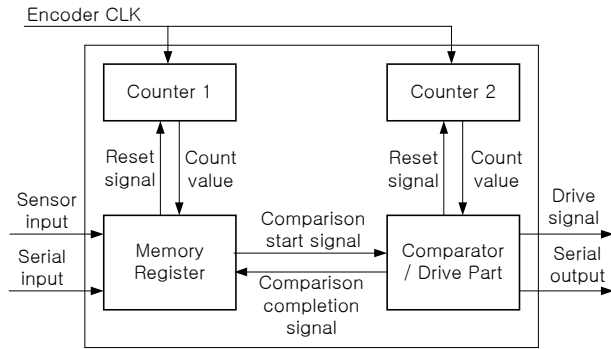 Encoder CLK
Counter 1
Counter 2
Reset
signal
Count
value
Reset
signal
Count
value
Sensor
input
Serial
input
Memory
Register
Comparison
start signal
Comparison
completion
signal
Comparator
/ Drive Part
Drive
signal
Serial
output